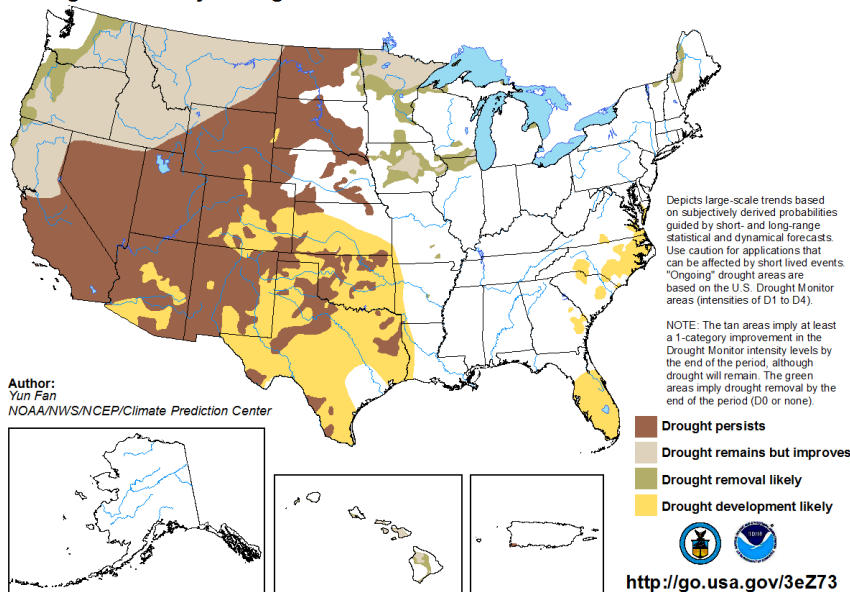 Depicts large-scale trends based
on subjectively derived probabilities
guided by short- and long-range
statistical and dynamical forecasts.
Use caution for applications that
can be affected by short lived events.
"Ongoing" drought areas are
based on the U.S. Drought Monitor
areas (intensities of D1 to D4).
NOTE: The tan areas imply at least
a 1-category improvement in the
Drought Monitor intensity levels by
the end of the period, although
drought will remain. The green
areas imply drought removal by the
end of the period (D0 or none).
Author:
Yun Fan
NOAA/NWS/NCEP/Climate Prediction Center
Drought persists
Drought remains but improves
Drought removal likely
Drought development likely
http://go.usa.gov/3eZ73